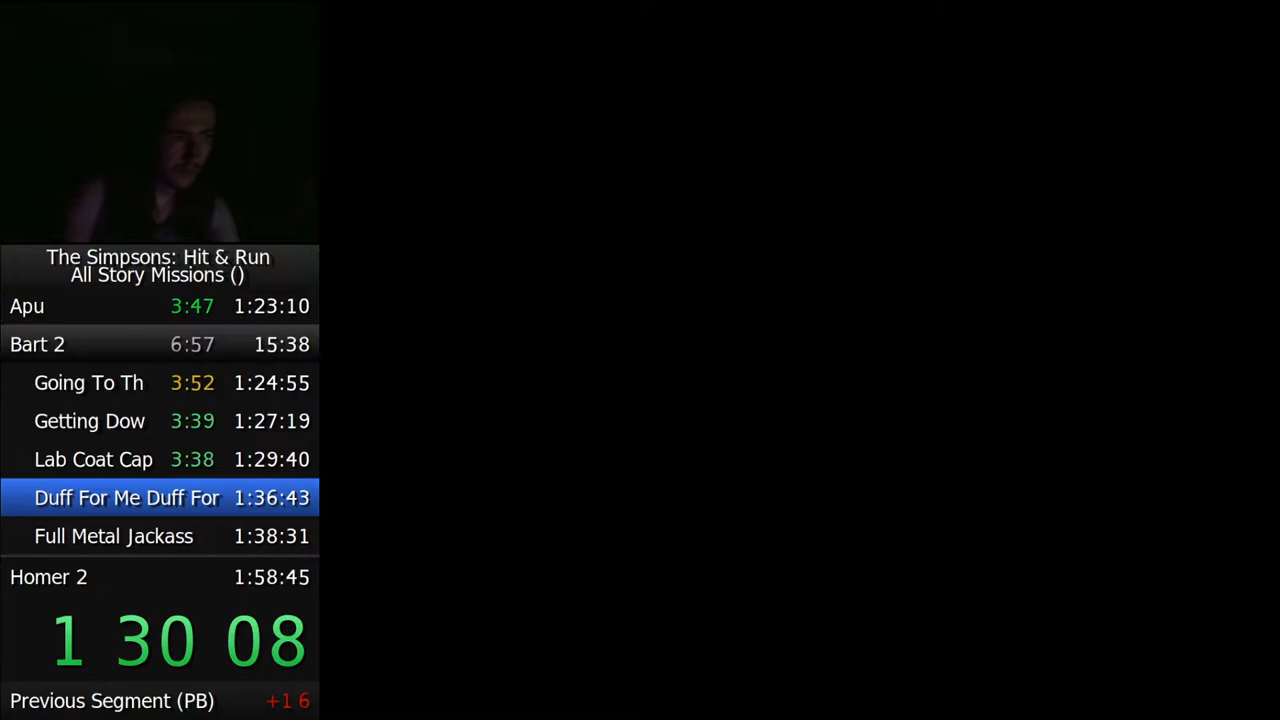 The Simpsons: Hit & Run
All Story Missions ()
Apu 3:47 1:23:10
Bart 2 6:57 15:38
Going To Th 3:52 1:24:55
Getting Dow 3:39 1:27:19
Lab Coat Cap 3:38 1:29:40
Duff For Me Duff For 1:36:43
Full Metal Jackass 1:38:31
Homer 2 1:58:45
1 30 08
Previous Segment (PB) +1 6